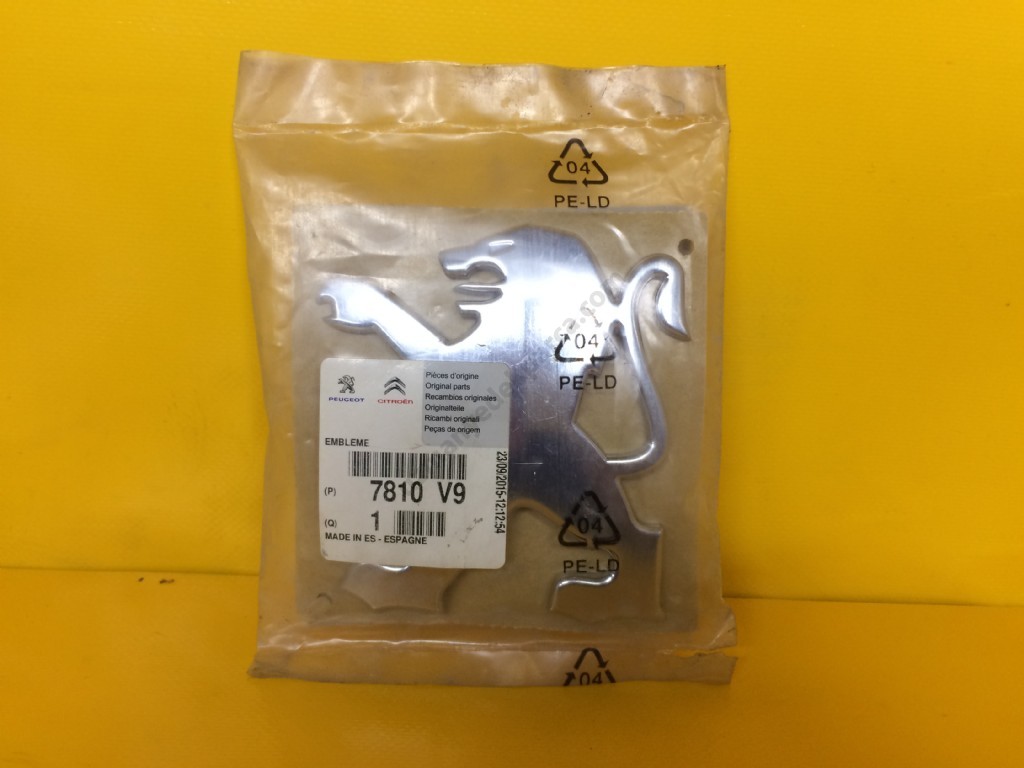 04
PE-LD
04
PE-LD
PEUGEOT
CITROËN
Pièces d'origine
Original parts
Recambios originales
Originalteile
Ricambi originali
Peças de origem
EMBLEME
(P) 7810 V9
(Q) 1
MADE IN ES - ESPAGNE
23/09/2015-12:12:54
04
PE-LD
04